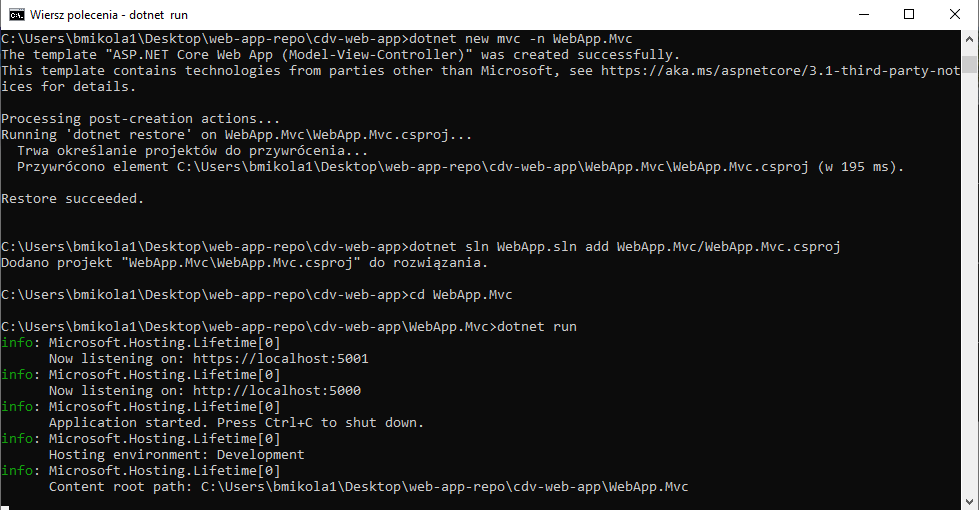 Wiersz polecenia - dotnet run
C:\Users\bmikola1\Desktop\web-app-repo\cdv-web-app>dotnet new mvc -n WebApp.Mvc
The template "ASP.NET Core Web App (Model-View-Controller)" was created successfully.
This template contains technologies from parties other than Microsoft, see https://aka.ms/aspnetcore/3.1-third-party-not
ices for details.
Processing post-creation actions...
Running 'dotnet restore' on WebApp.Mvc\WebApp.Mvc.csproj...
Trwa określanie projektów do przywrócenia...
Przywrócono element C:\Users\bmikola1\Desktop\web-app-repo\cdv-web-app\WebApp.Mvc\WebApp.Mvc.csproj (w 195 ms).
Restore succeeded.
C:\Users\bmikola1\Desktop\web-app-repo\cdv-web-app>dotnet sln WebApp.sln add WebApp.Mvc/WebApp.Mvc.csproj
Dodano projekt "WebApp.Mvc\WebApp.Mvc.csproj" do rozwiązania.
C:\Users\bmikola1\Desktop\web-app-repo\cdv-web-app>cd WebApp.Mvc
C:\Users\bmikola1\Desktop\web-app-repo\cdv-web-app\WebApp.Mvc>dotnet run
info: Microsoft.Hosting.Lifetime[0]
Now listening on: https://localhost:5001
info: Microsoft.Hosting.Lifetime[0]
Now listening on: http://localhost:5000
info: Microsoft.Hosting.Lifetime[0]
Application started. Press Ctrl+C to shut down.
info: Microsoft.Hosting.Lifetime[0]
Hosting environment: Development
info: Microsoft.Hosting.Lifetime[0]
Content root path: C:\Users\bmikola1\Desktop\web-app-repo\cdv-web-app\WebApp.Mvc